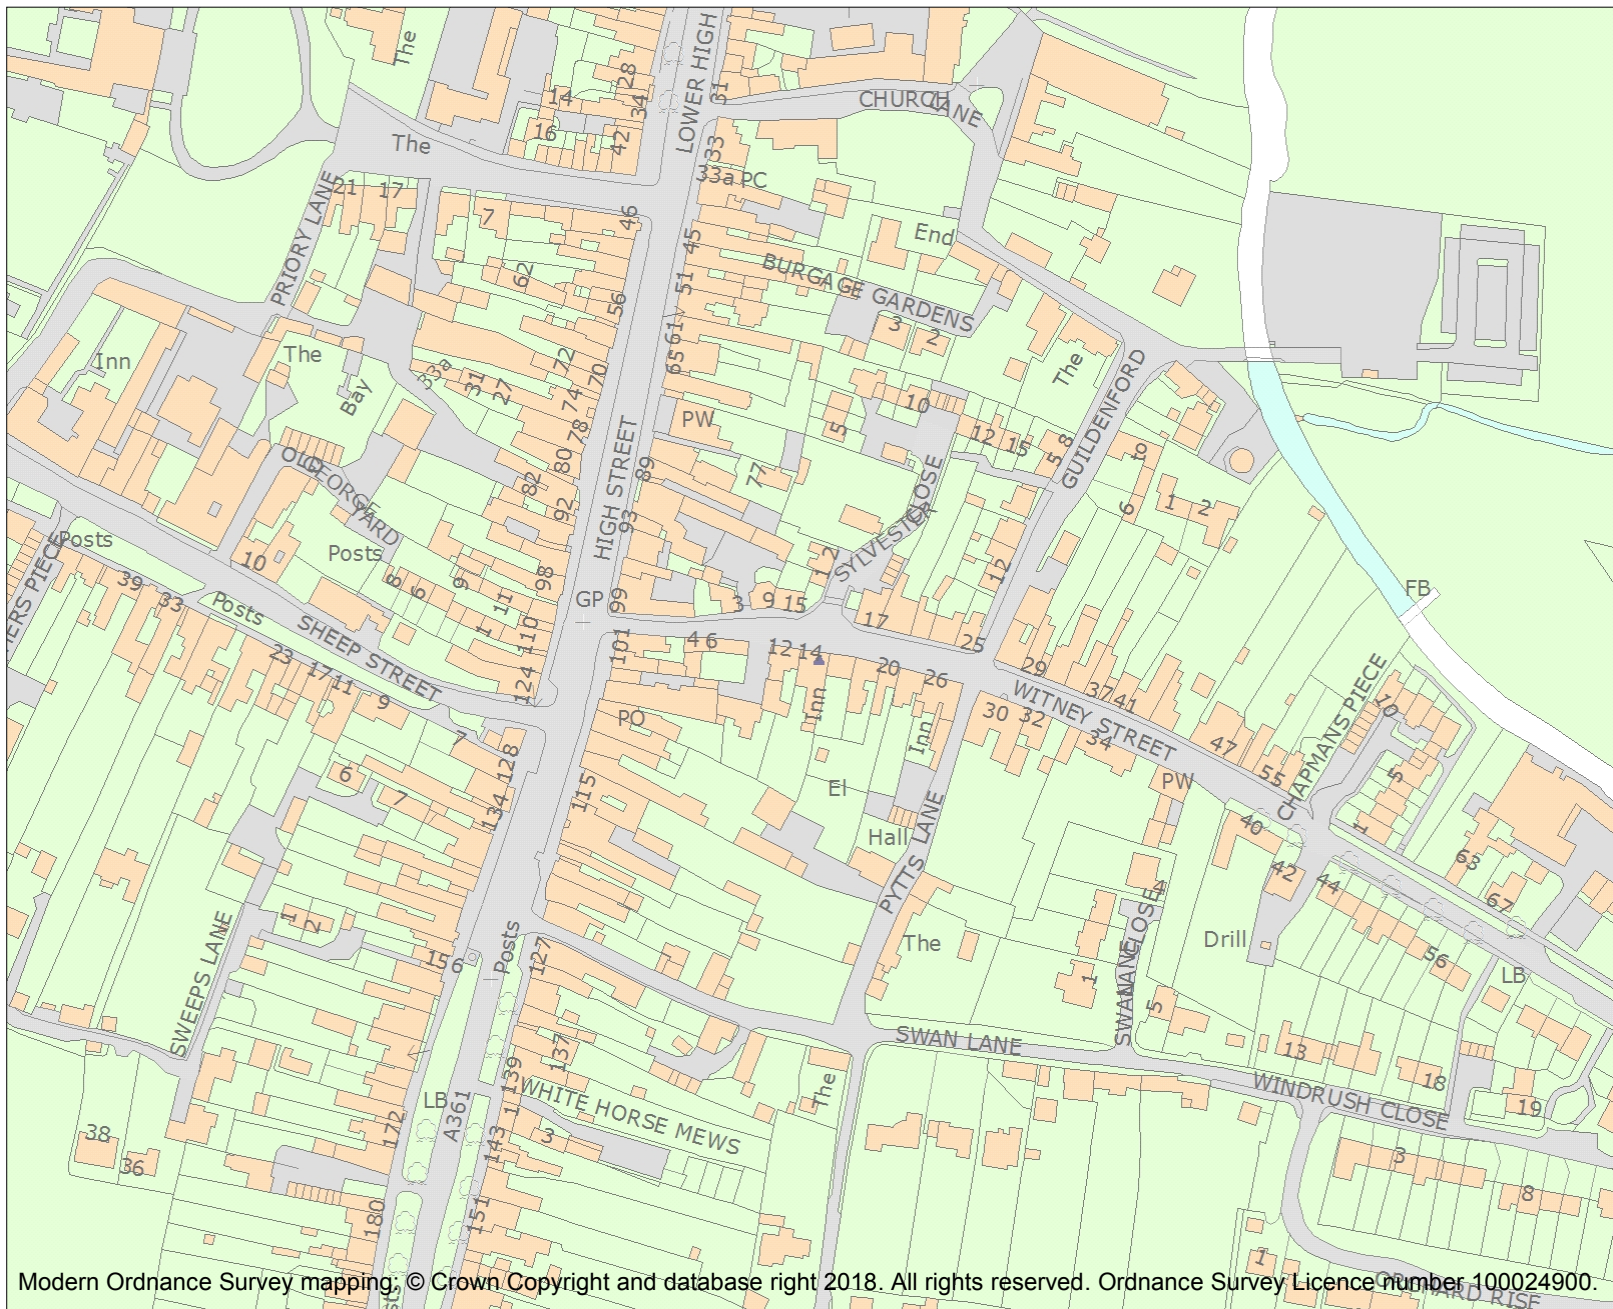 The
LOWER HIGH
28
34
14
16
42
31
CHURCH LANE
The
33
33a
PC
21
17
7
46
45
End
PRIORY LANE
62
51
56
BURGAGE GARDENS
61
3
2
65
Inn
The
Bay
33a
31
27
72
70
74
78
80
82
92
The
GUILDENFORD
10
5
12
15
5
8
PW
HIGH STREET
89
77
93
CLOSE
SYLVESTER
9
6
1
2
OLD
GEORGE
YARD
Posts
10
Posts
39
33
Posts
8
6
9
11
1
98
110
GP
99
101
3
9
15
12
17
12
25
FB
SHEEP STREET
23
17
11
9
7
124
128
134
4
6
12
14
20
26
Inn
Inn
29
37
41
30
32
34
WITNEY STREET
47
55
PW
CHAPMANS PIECE
10
5
1
PO
115
6
7
El
Hall
PYTTS LANE
40
42
44
63
67
56
LB
SWEEPS LANE
1
2
156
Posts
127
The
4
SWAN LANE
CLOSE
1
5
Drill
SWAN LANE
13
18
19
WINDRUSH CLOSE
137
139
1
WHITE HORSE MEWS
3
143
151
LB
A361
172
180
38
36
The
3
8
1
ORCHARD RISE
Modern Ordnance Survey mapping: © Crown Copyright and database right 2018. All rights reserved. Ordnance Survey Licence number 100024900.